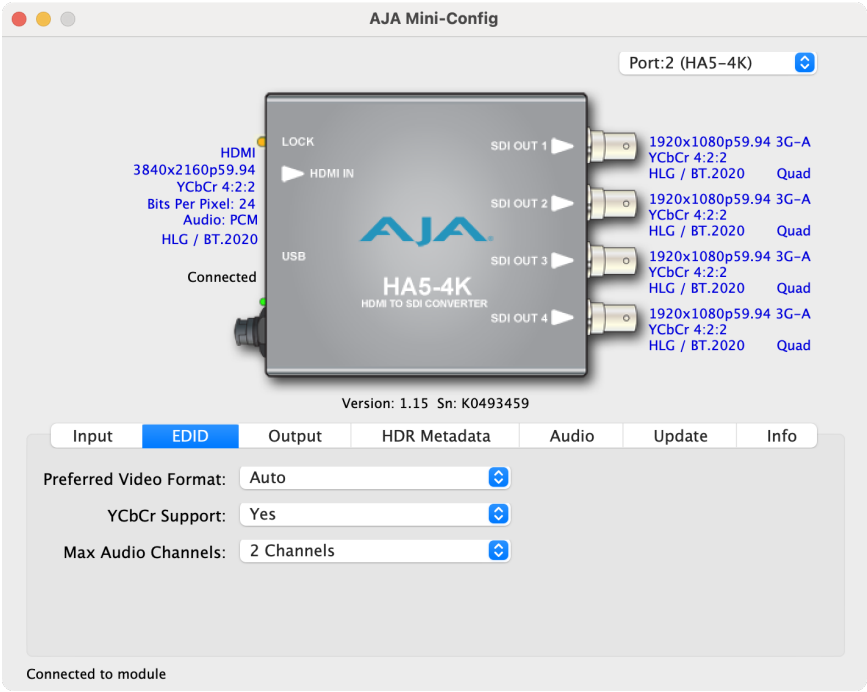 AJA Mini-Config
Port:2 (HA5-4K)
HDMI
3840x2160p59.94
YCbCr 4:2:2
Bits Per Pixel: 24
Audio: PCM
HLG / BT.2020
Connected
LOCK
HDMI IN
USB
AJA
HA5-4K
HDMI TO SDI CONVERTER
SDI OUT 1
SDI OUT 2
SDI OUT 3
SDI OUT 4
1920x1080p59.94 3G-A
YCbCr 4:2:2
HLG / BT.2020 Quad
1920x1080p59.94 3G-A
YCbCr 4:2:2
HLG / BT.2020 Quad
1920x1080p59.94 3G-A
YCbCr 4:2:2
HLG / BT.2020 Quad
1920x1080p59.94 3G-A
YCbCr 4:2:2
HLG / BT.2020 Quad
Version: 1.15 Sn: K0493459
Input EDID Output HDR Metadata Audio Update Info
Preferred Video Format: Auto
YCbCr Support: Yes
Max Audio Channels: 2 Channels
Connected to module